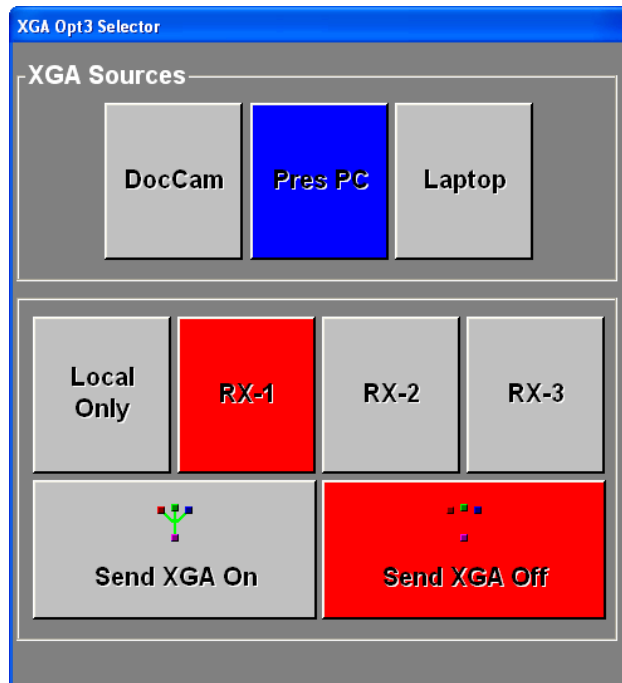 XGA Opt3 Selector
XGA Sources
DocCam
Pres PC
Laptop
Local
Only
RX-1
RX-2
RX-3
Send XGA On
Send XGA Off